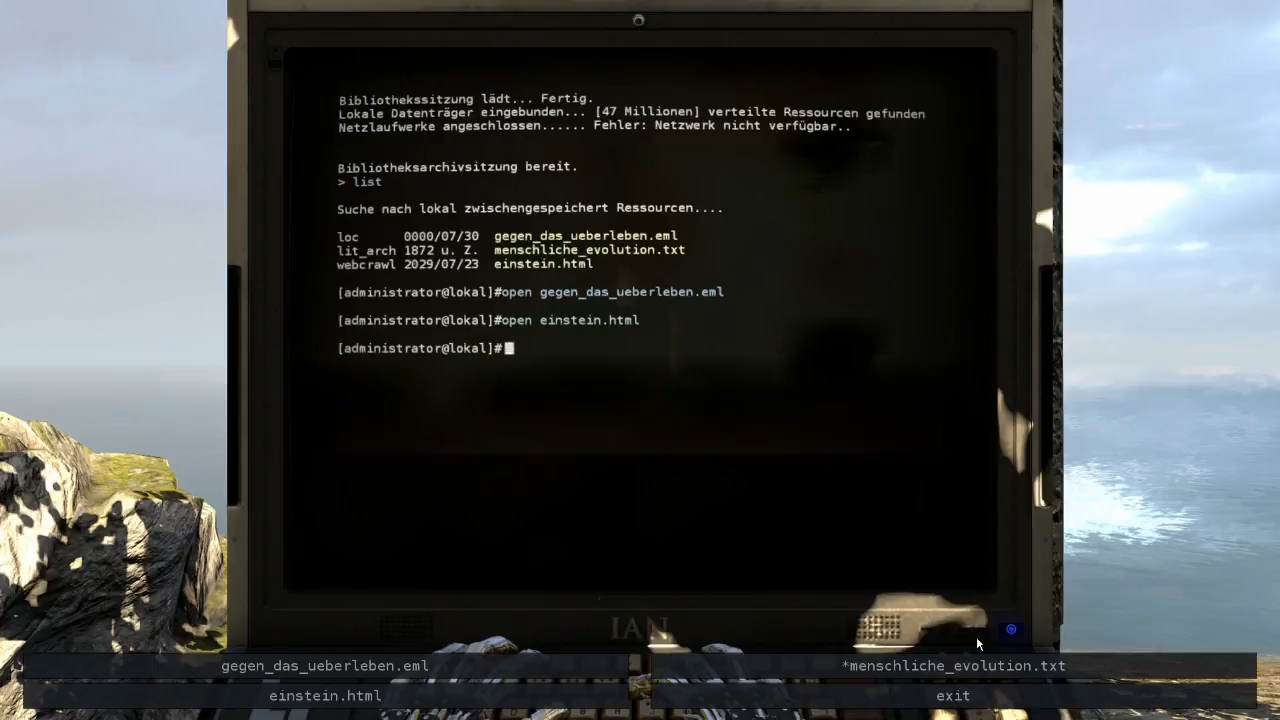 Bibliothekssitzung lädt... Fertig.
Lokale Datenträger eingebunden... [47 Millionen] verteilte Ressourcen gefunden
Netzlaufwerke angeschlossen...... Fehler: Netzwerk nicht verfügbar..
Bibliotheksarchivsitzung bereit.
> list
Suche nach lokal zwischengespeichert Ressourcen....
loc 0000/07/30 gegen_das_ueberleben.eml
lit_arch 1872 u. Z. menschliche_evolution.txt
webcrawl 2029/07/23 einstein.html
[administrator@lokal]#open gegen_das_ueberleben.eml
[administrator@lokal]#open einstein.html
[administrator@lokal]#
IAN
gegen_das_ueberleben.eml *menschliche_evolution.txt
einstein.html exit